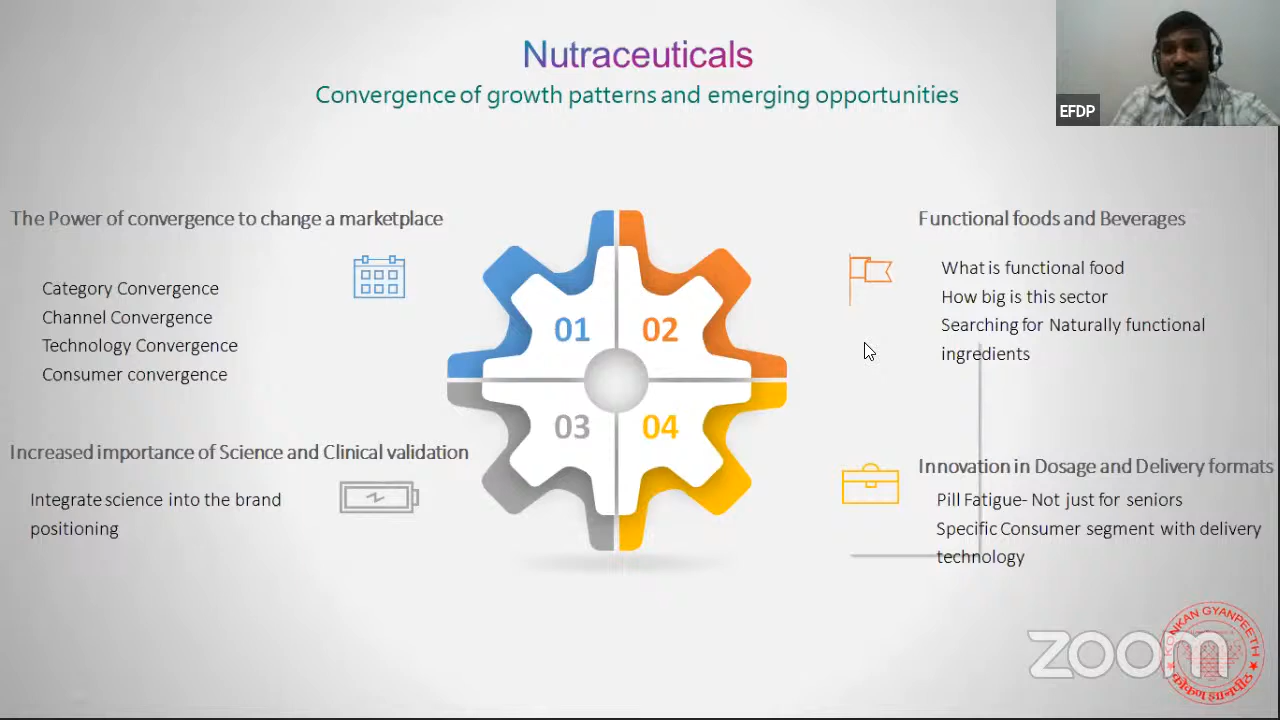 Nutraceuticals
Convergence of growth patterns and emerging opportunities
EFDP
The Power of convergence to change a marketplace
Category Convergence
Channel Convergence
Technology Convergence
Consumer convergence
01
02
03
04
Functional foods and Beverages
What is functional food
How big is this sector
Searching for Naturally functional
ingredients
Increased importance of Science and Clinical validation
Integrate science into the brand
positioning
Innovation in Dosage and Delivery formats
Pill Fatigue- Not just for seniors
Specific Consumer segment with delivery
technology
zoom
KONKAN GYANPEETH
कोंकण ज्ञानपीठ